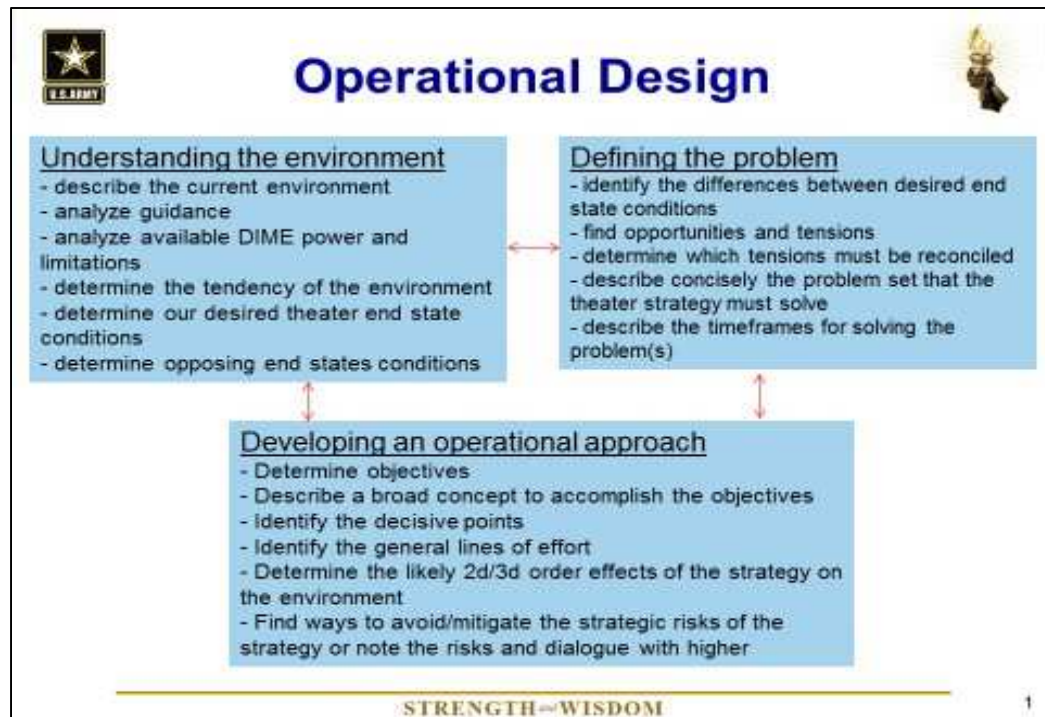 U.S.ARMY
Operational Design
Understanding the environment
- describe the current environment
- analyze guidance
- analyze available DIME power and
limitations
- determine the tendency of the environment
- determine our desired theater end state
conditions
- determine opposing end states conditions
Defining the problem
- identify the differences between desired end
state conditions
- find opportunities and tensions
- determine which tensions must be reconciled
- describe concisely the problem set that the
theater strategy must solve
- describe the timeframes for solving the
problem(s)
Developing an operational approach
- Determine objectives
- Describe a broad concept to accomplish the objectives
- Identify the decisive points
- Identify the general lines of effort
- Determine the likely 2d/3d order effects of the strategy on
the environment
- Find ways to avoid/mitigate the strategic risks of the
strategy or note the risks and dialogue with higher
STRENGTH and WISDOM
1